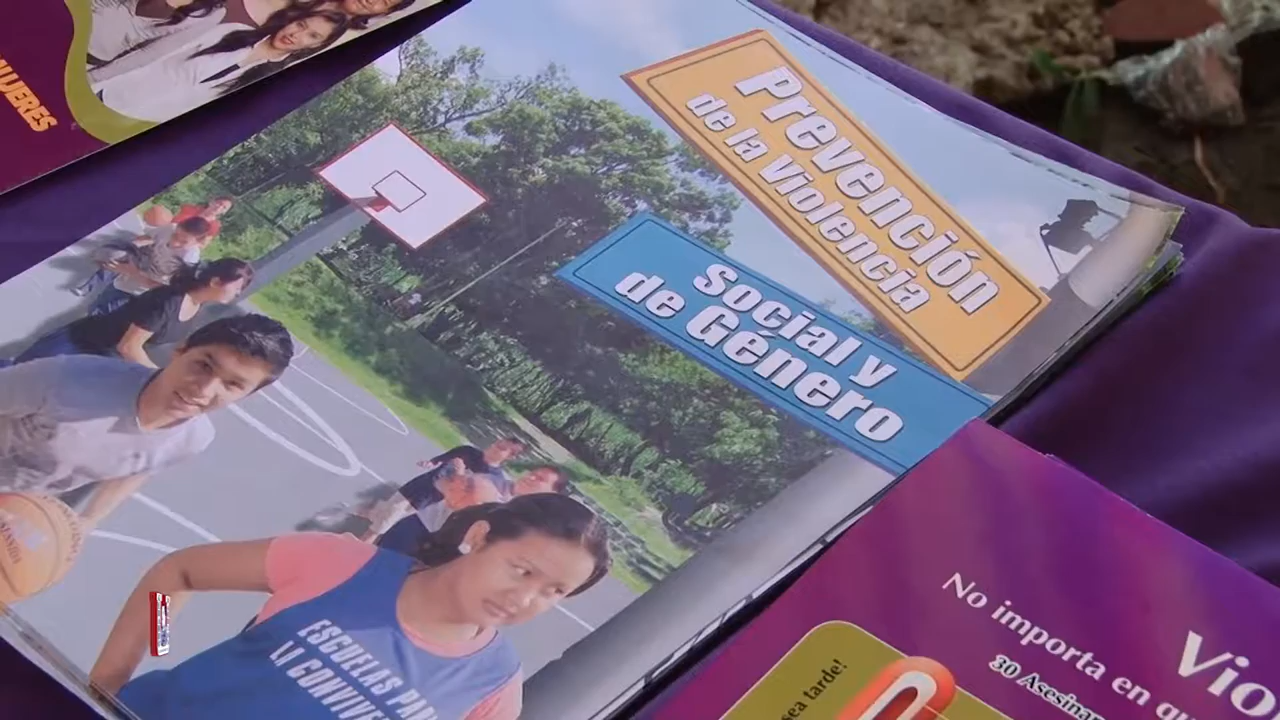 MUJERES
Prevención
de la Violencia
Social y
de Género
ESCUELAS PARA
LA CONVIVE
No importa en qu
30 Asesina
Vio
sea tarde!